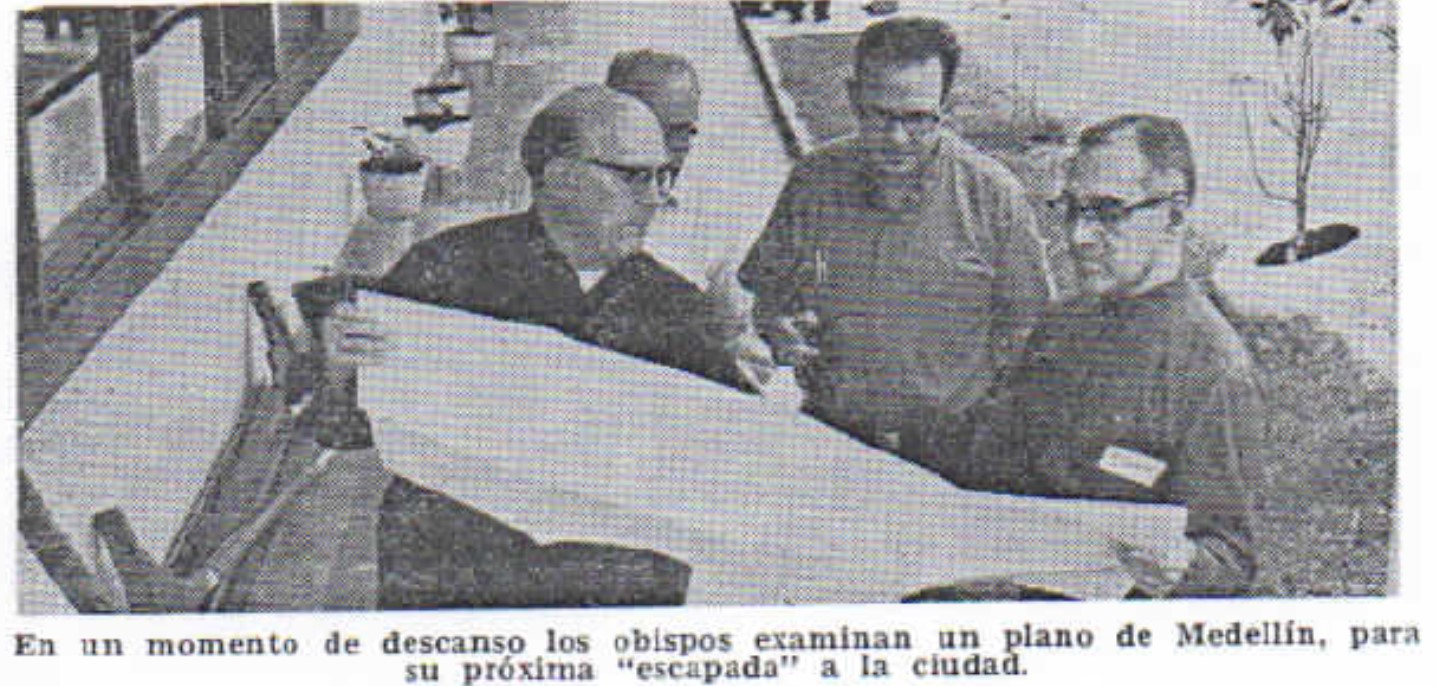 En un momento de descanso los obispos examinan un plano de Medellín, para
su próxima “escapada” a la ciudad.